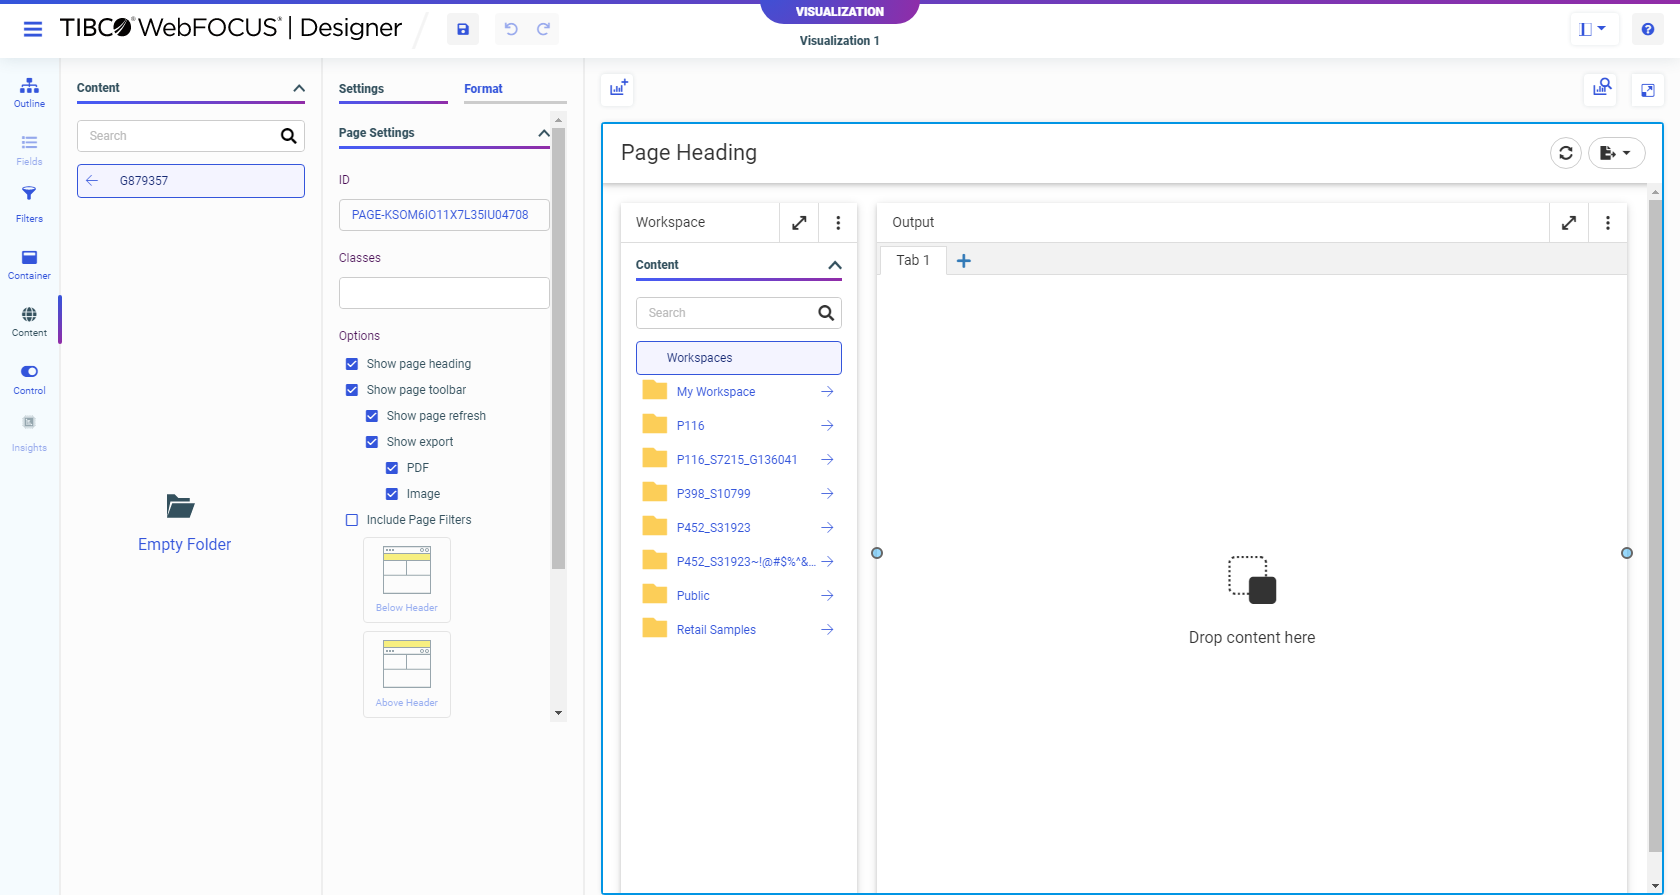 VISUALIZATION
TIBCO® WebFOCUS® | Designer
Visualization 1
Outline
Fields
Filters
Container
Content
Control
Insights
Content
Search
G879357
Empty Folder
Settings
Format
Page Settings
ID
PAGE-KSOM6IO11X7L35IU04708
Classes
Options
Show page heading
Show page toolbar
Show page refresh
Show export
PDF
Image
Include Page Filters
Below Header
Above Header
Page Heading
Workspace
Content
Search
Workspaces
My Workspace
P116
P116_S7215_G136041
P398_S10799
P452_S31923
P452_S31923~!@#$%^&...
Public
Retail Samples
Output
Tab 1
Drop content here